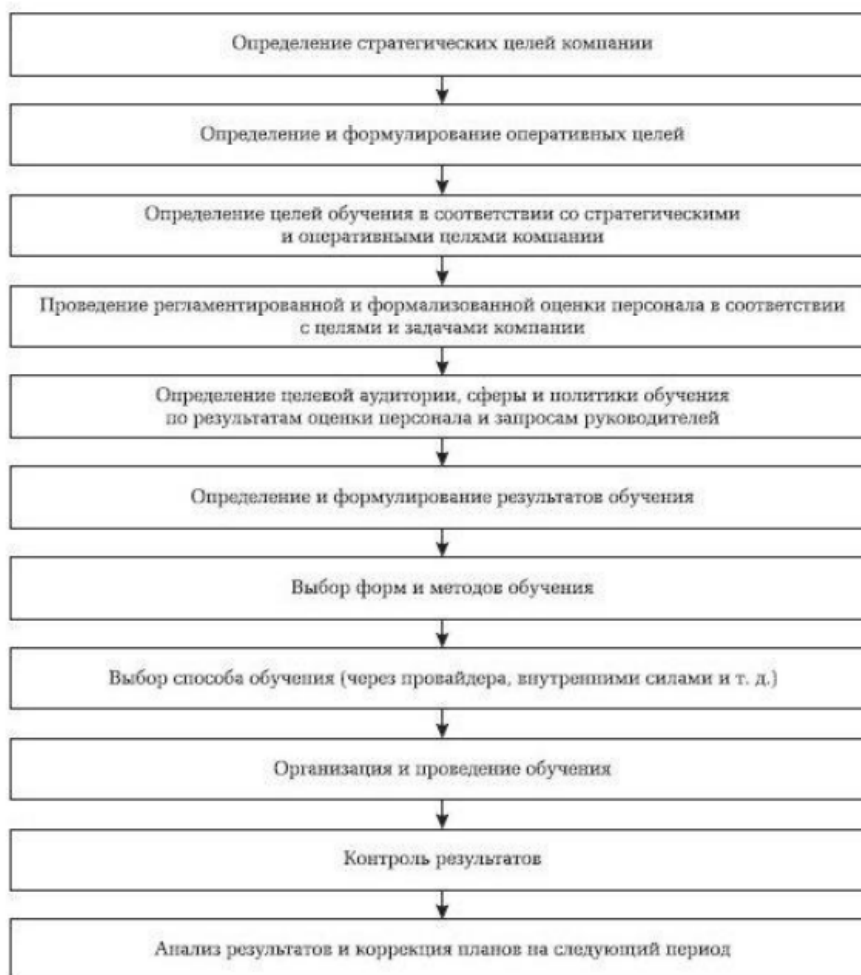 Определение стратегических целей компании
Определение и формулирование оперативных целей
Определение целей обучения в соответствии со стратегическими
и оперативными целями компании
Проведение регламентированной и формализованной оценки персонала в соответствии
с целями и задачами компании
Определение целевой аудитории, сферы и политики обучения
по результатам оценки персонала и запросам руководителей
Определение и формулирование результатов обучения
Выбор форм и методов обучения
Выбор способа обучения (через провайдера, внутренними силами и т. д.)
Организация и проведение обучения
Контроль результатов
Анализ результатов и коррекция планов на следующий период